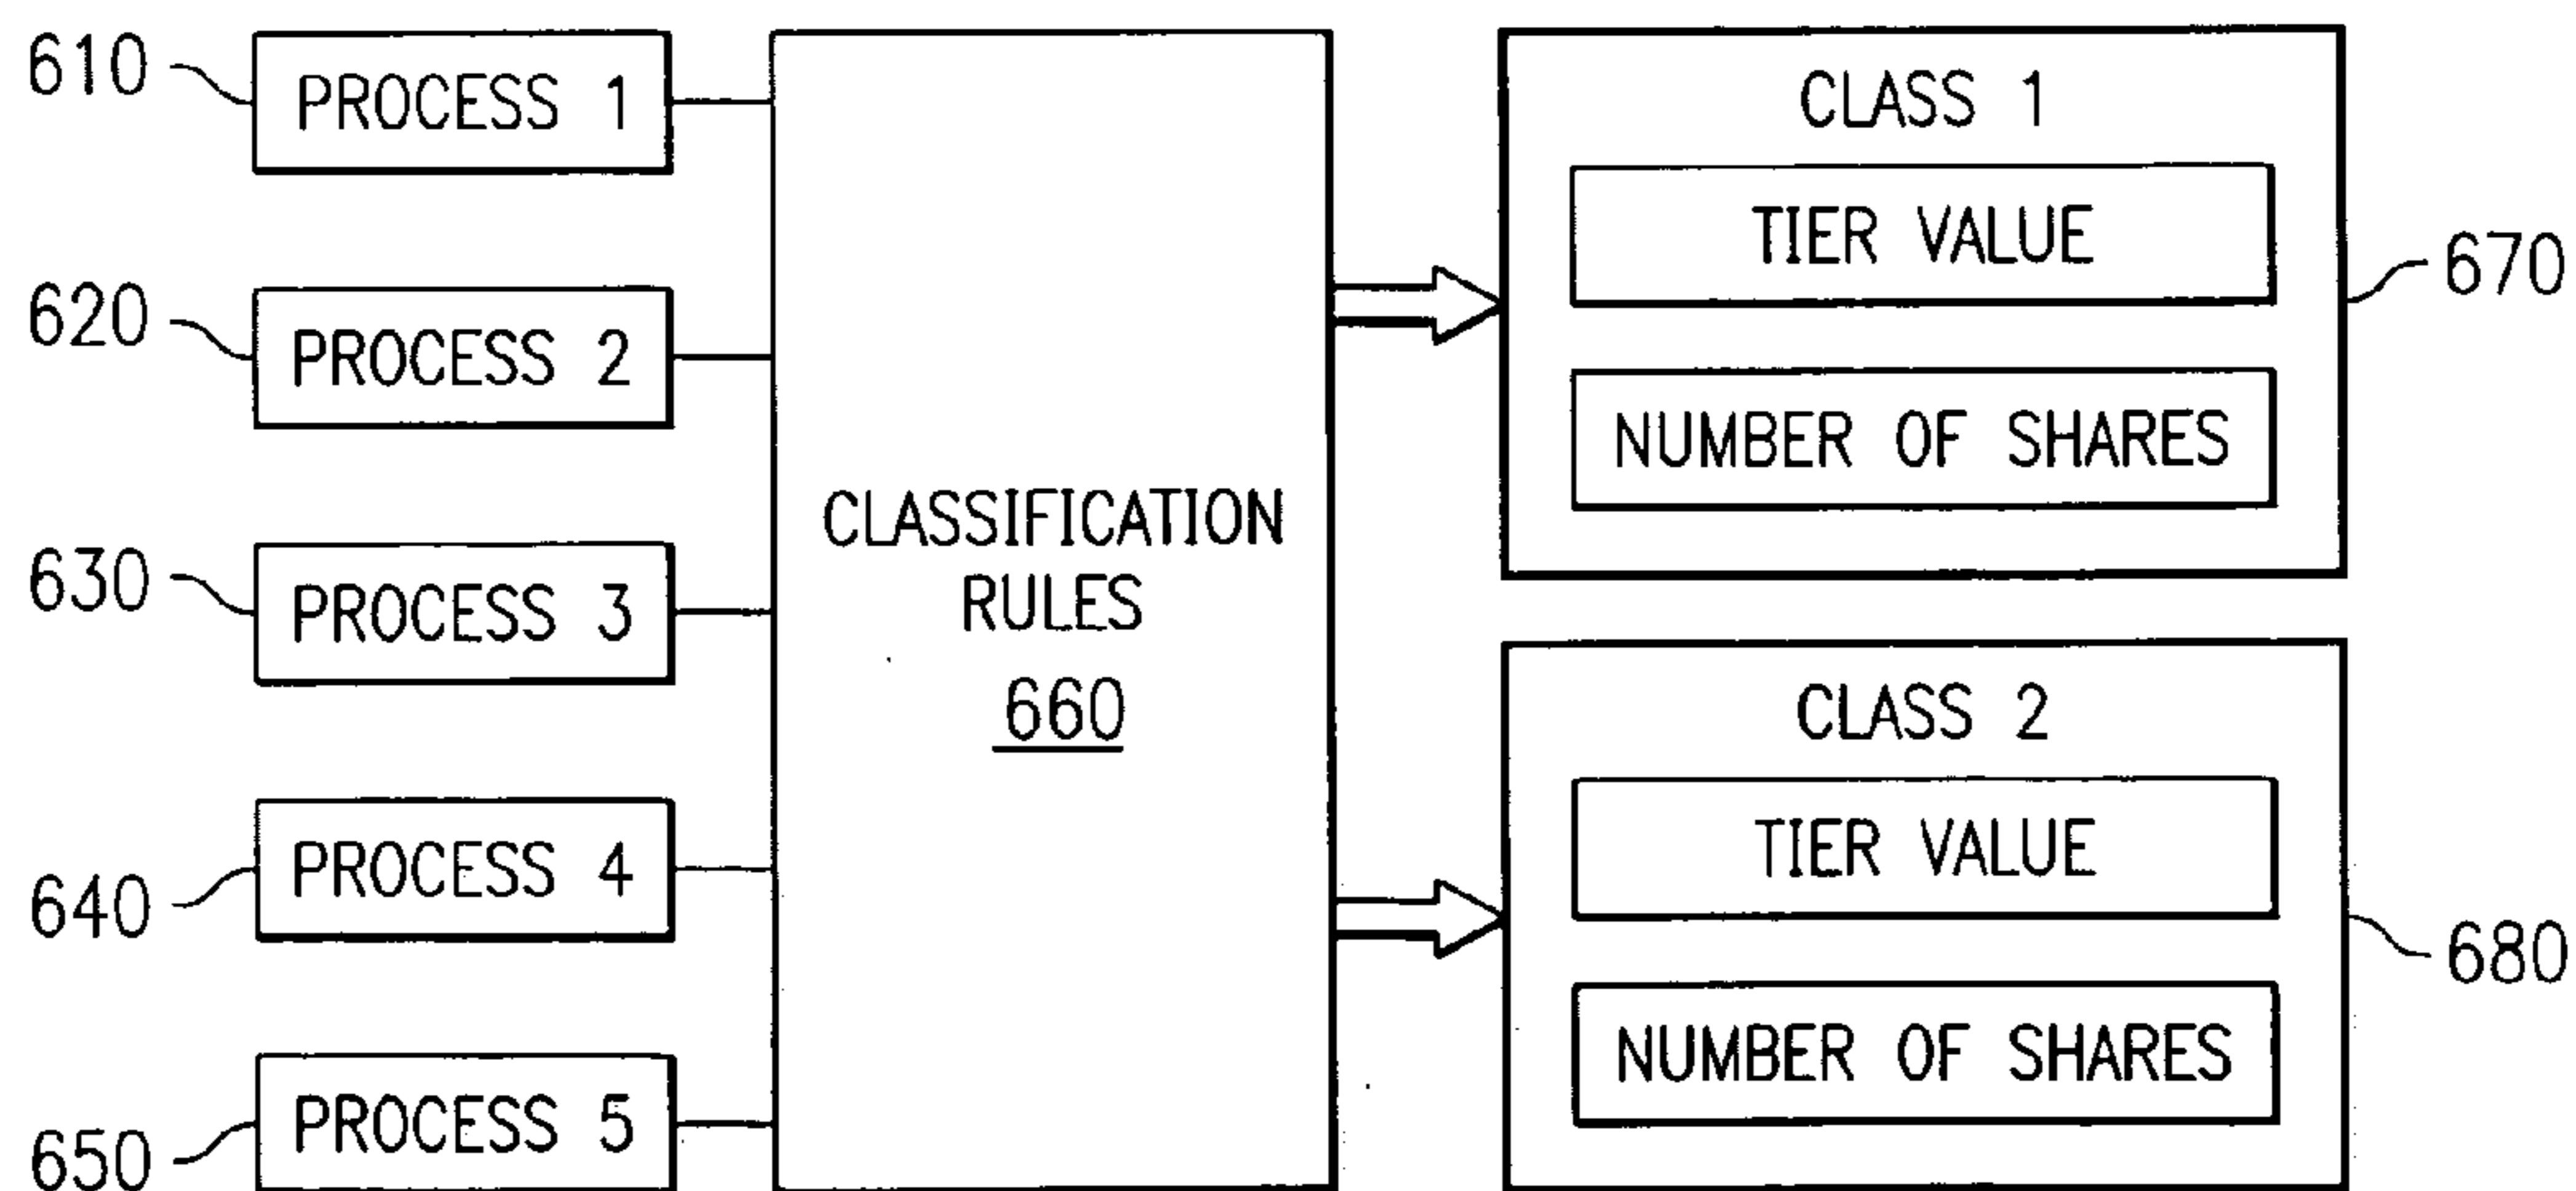 610
PROCESS 1
620
PROCESS 2
630
PROCESS 3
640
PROCESS 4
650
PROCESS 5
CLASSIFICATION
RULES
660
CLASS 1
TIER VALUE
NUMBER OF SHARES
670
CLASS 2
TIER VALUE
NUMBER OF SHARES
680